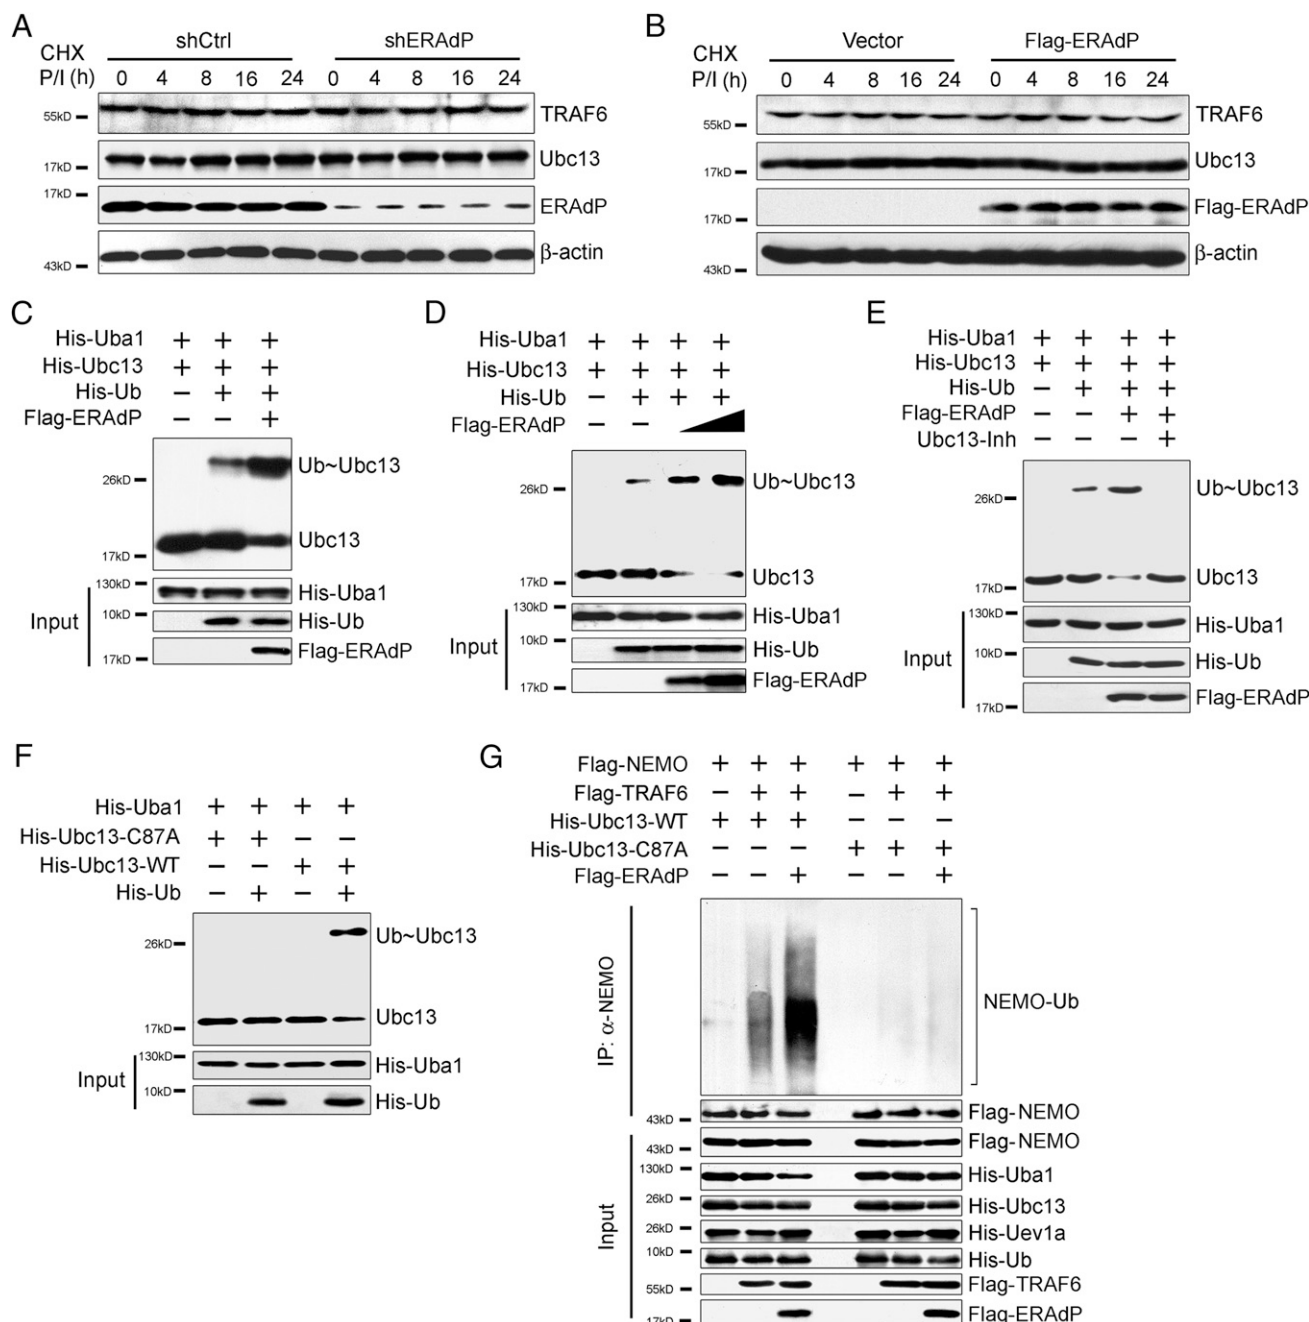 A
shCtrl shERAdP
CHX
P/I (h) 0 4 8 16 24 0 4 8 16 24
55kD TRAF6
17kD Ubc13
17kD ERAdP
43kD β-actin
B
Vector Flag-ERAdP
CHX
P/I (h) 0 4 8 16 24 0 4 8 16 24
55kD TRAF6
17kD Ubc13
17kD Flag-ERAdP
43kD β-actin
C
His-Uba1 + + +
His-Ubc13 + + +
His-Ub − + +
Flag-ERAdP − − +
26kD Ub~Ubc13
17kD Ubc13
Input
130kD His-Uba1
10kD His-Ub
17kD Flag-ERAdP
D
His-Uba1 + + + +
His-Ubc13 + + + +
His-Ub − + + +
Flag-ERAdP − −
26kD Ub~Ubc13
17kD Ubc13
Input
130kD His-Uba1
10kD His-Ub
17kD Flag-ERAdP
E
His-Uba1 + + + +
His-Ubc13 + + + +
His-Ub − + + +
Flag-ERAdP − − + +
Ubc13-Inh − − − +
26kD Ub~Ubc13
17kD Ubc13
Input
130kD His-Uba1
10kD His-Ub
17kD Flag-ERAdP
F
His-Uba1 + + + +
His-Ubc13-C87A + + − −
His-Ubc13-WT − − + +
His-Ub − + − +
26kD Ub~Ubc13
17kD Ubc13
Input
130kD His-Uba1
10kD His-Ub
G
Flag-NEMO + + + + + +
Flag-TRAF6 − + + − + +
His-Ubc13-WT + + + − − −
His-Ubc13-C87A − − − + + +
Flag-ERAdP − − + − − +
IP: α-NEMO
NEMO-Ub
43kD Flag-NEMO
Input
43kD Flag-NEMO
130kD His-Uba1
26kD His-Ubc13
26kD His-Uev1a
10kD His-Ub
55kD Flag-TRAF6
17kD Flag-ERAdP